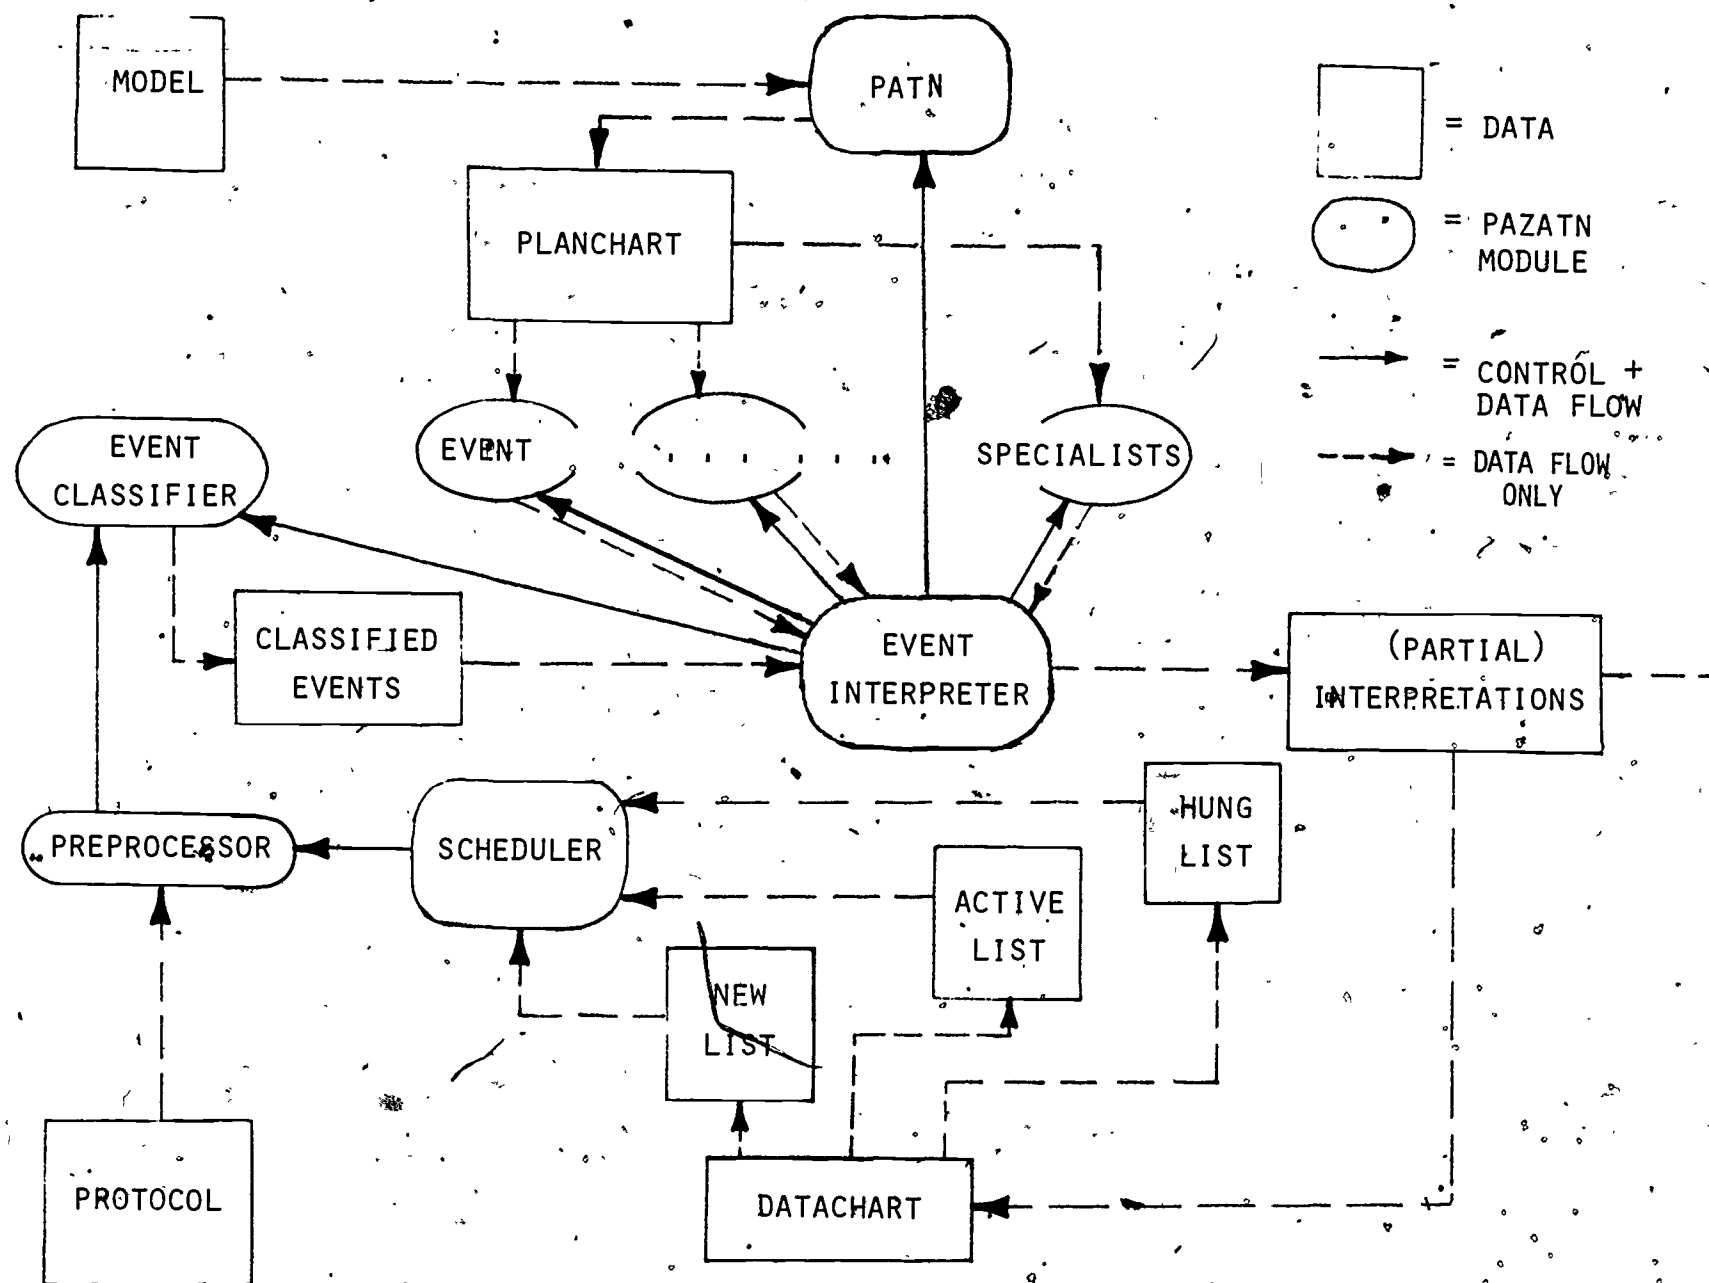 MODEL
PATN
= DATA
PLANCHART
= PAZATN
MODULE
= CONTROL +
DATA FLOW
= DATA FLOW
ONLY
EVENT
CLASSIFIER
EVENT . . . . . . . SPECIALISTS
CLASSIFIED
EVENTS
EVENT
INTERPRETER
(PARTIAL)
INTERPRETATIONS
PREPROCESSOR
SCHEDULER
HUNG
LIST
ACTIVE
LIST
NEW
LIST
PROTOCOL
DATACHART